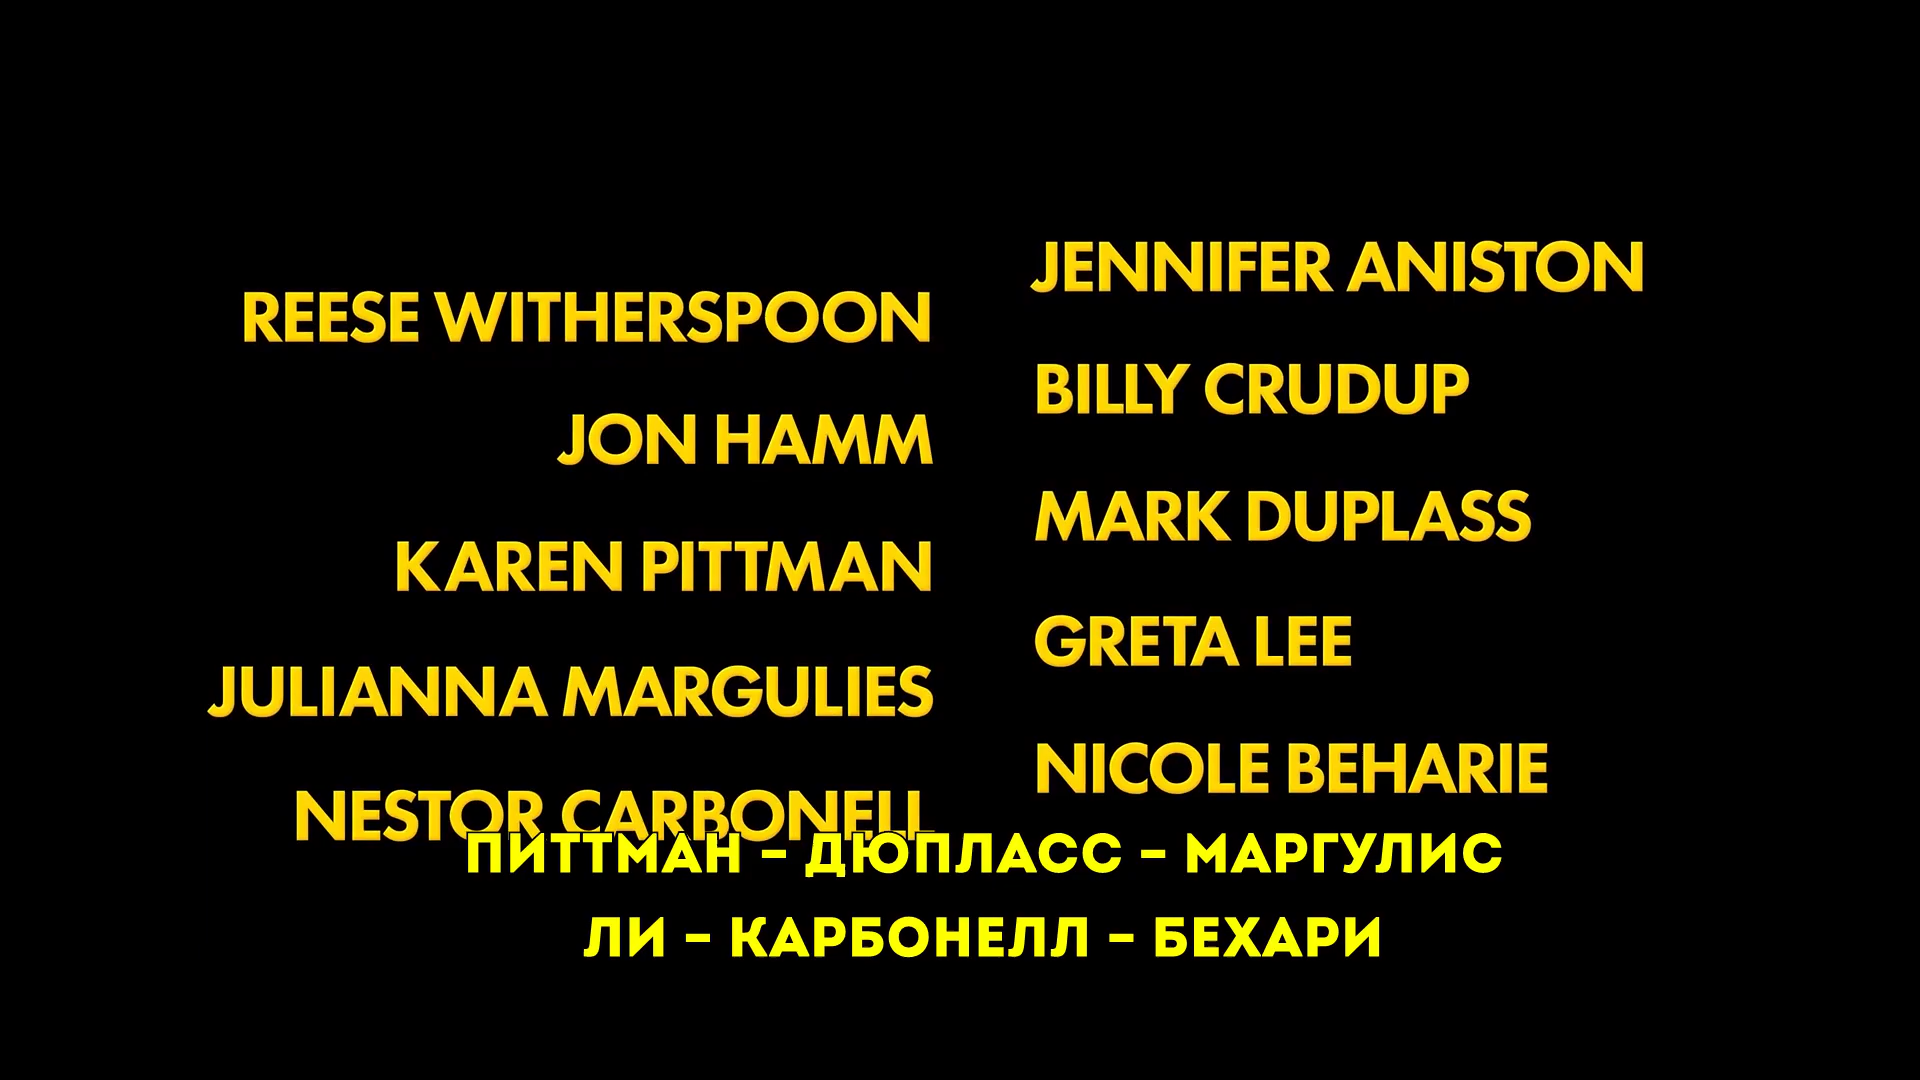 JENNIFER ANISTON
REESE WITHERSPOON
BILLY CRUDUP
JON HAMM
MARK DUPLASS
KAREN PITTMAN
GRETA LEE
JULIANNA MARGULIES
NICOLE BEHARIE
NESTOR CARBONELL
ПИТТМАН – ДЮПЛАСС – МАРГУЛИС
ЛИ – КАРБОНЕЛЛ – БЕХАРИ